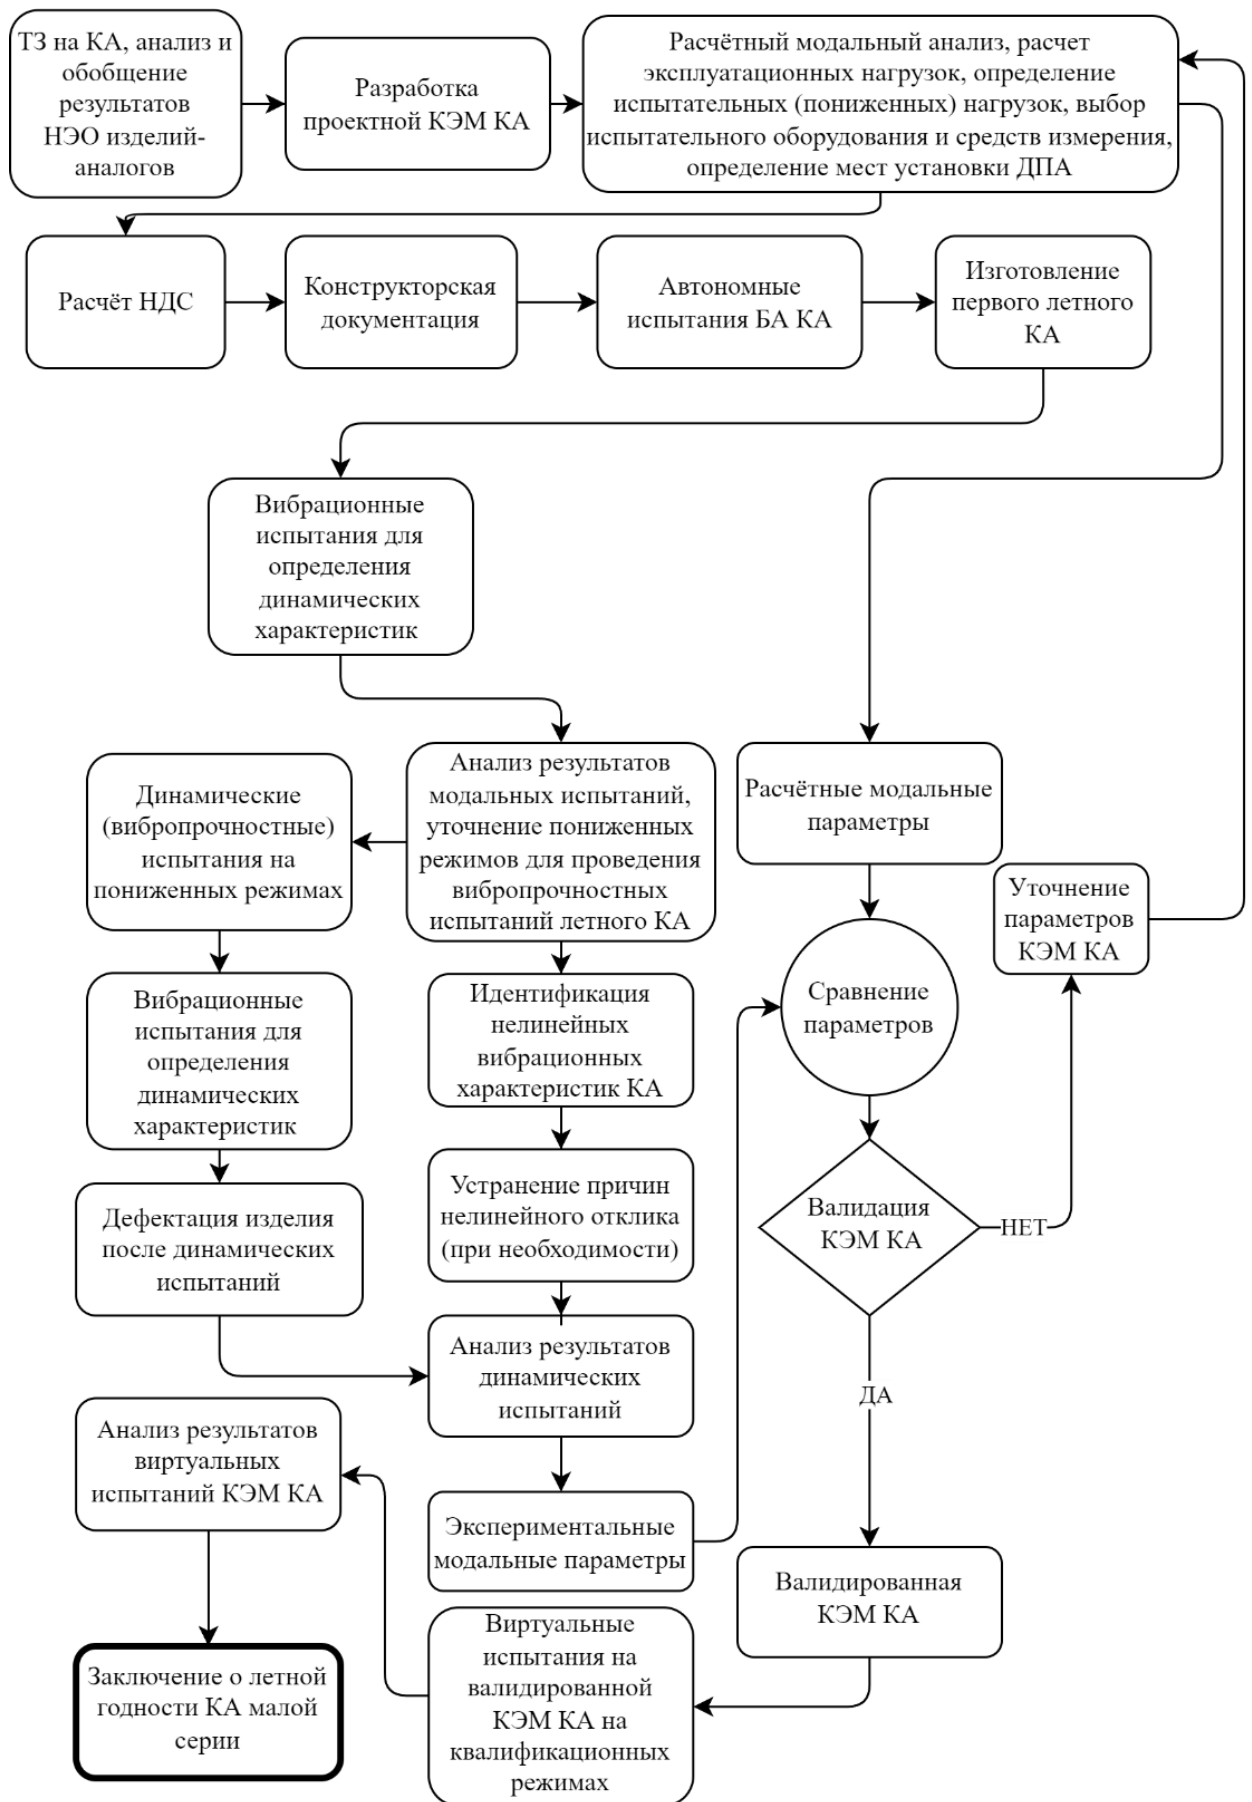 ТЗ на КА, анализ и
обобщение
результатов
НЭО изделий-
аналогов
Разработка
проектной КЭМ КА
Расчётный модальный анализ, расчет
эксплуатационных нагрузок, определение
испытательных (пониженных) нагрузок, выбор
испытательного оборудования и средств измерения,
определение мест установки ДПА
Расчёт НДС
Конструкторская
документация
Автономные
испытания БА КА
Изготовление
первого летного
КА
Вибрационные
испытания для
определения
динамических
характеристик
Динамические
(вибропрочностные)
испытания на
пониженных режимах
Анализ результатов
модальных испытаний,
уточнение пониженных
режимов для проведения
вибропрочностных
испытаний летного КА
Расчётные модальные
параметры
Уточнение
параметров
КЭМ КА
Вибрационные
испытания для
определения
динамических
характеристик
Идентификация
нелинейных
вибрационных
характеристик КА
Сравнение
параметров
Дефектация изделия
после динамических
испытаний
Устранение причин
нелинейного отклика
(при необходимости)
Валидация
КЭМ КА
НЕТ
Анализ результатов
динамических
испытаний
ДА
Анализ результатов
виртуальных
испытаний КЭМ КА
Экспериментальные
модальные параметры
Валидированная
КЭМ КА
Виртуальные
испытания на
валидированной
КЭМ КА на
квалификационных
режимах
Заключение о летной
годности КА малой
серии